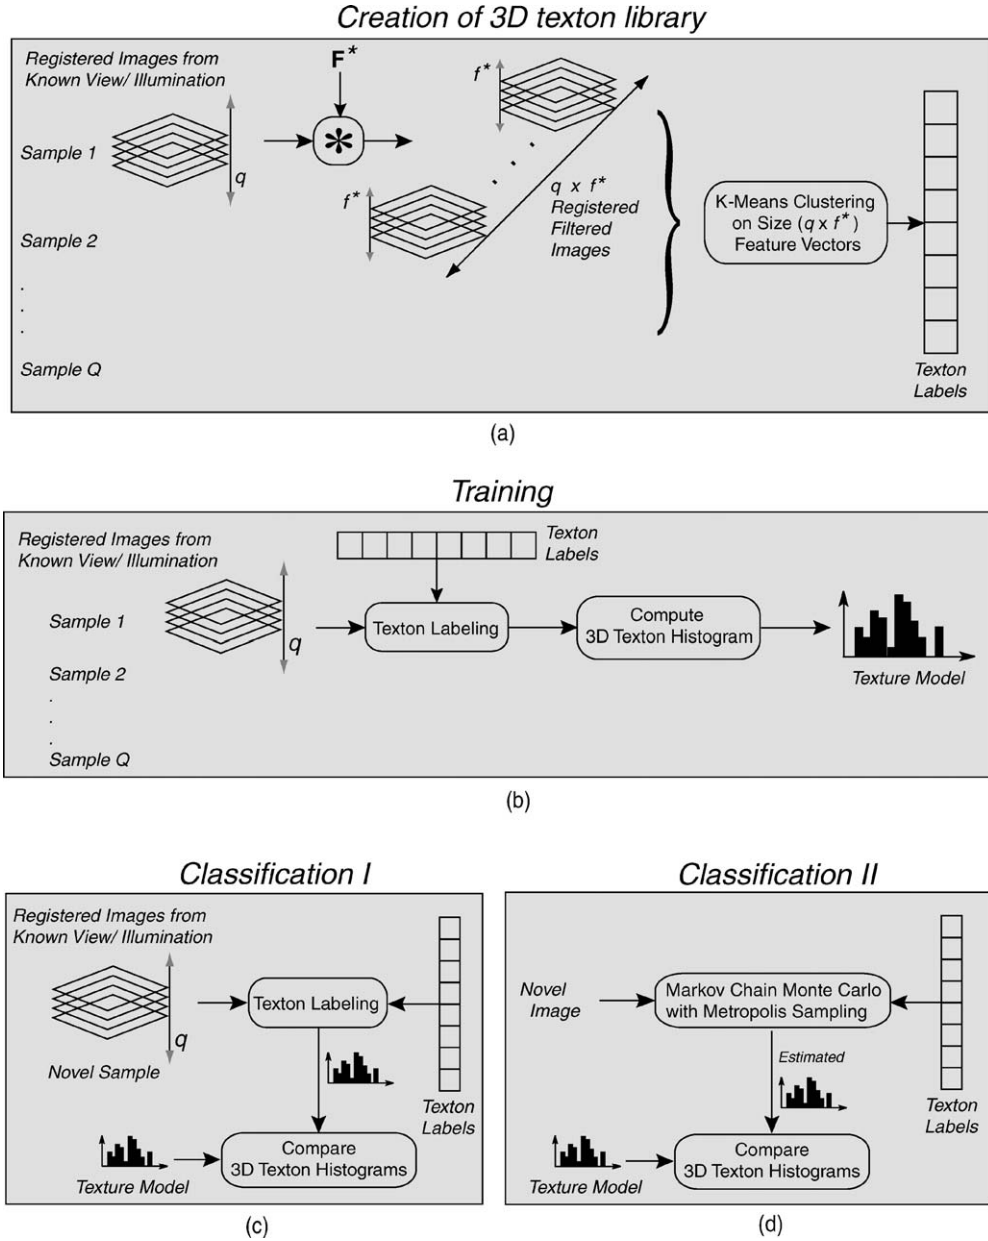 Creation of 3D texton library
Registered Images from
Known View/ Illumination
F*
f*
Sample 1
*
q
f*
q x f*
Registered
Filtered
Images
K-Means Clustering
on Size (q x f*)
Feature Vectors
Sample 2
.
.
.
Sample Q
Texton
Labels
(a)
Training
Registered Images from
Known View/ Illumination
Texton
Labels
Sample 1
q
Texton Labeling
Compute
3D Texton Histogram
Texture Model
Sample 2
.
.
.
Sample Q
(b)
Classification I
Registered Images from
Known View/ Illumination
q
Novel Sample
Texton Labeling
Texton
Labels
Compare
3D Texton Histograms
Texture Model
(c)
Classification II
Novel
Image
Markov Chain Monte Carlo
with Metropolis Sampling
Estimated
Texton
Labels
Compare
3D Texton Histograms
Texture Model
(d)